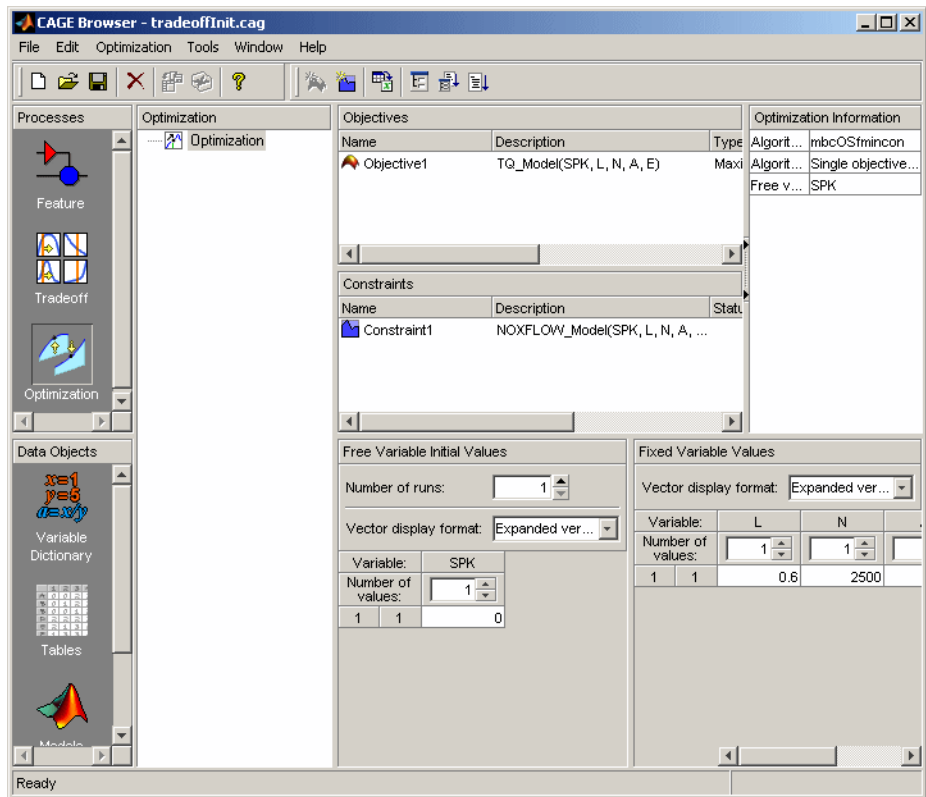 CAGE Browser - tradeoffInit.cag
File Edit Optimization Tools Window Help
Processes
Feature
Tradeoff
Optimization
Optimization
Optimization
Objectives
Name Description Type
Objective1 TQ_Model(SPK, L, N, A, E) Maxi
Constraints
Name Description Statu
Constraint1 NOXFLOW_Model(SPK, L, N, A, ...
Optimization Information
Algorit... mbcOSfmincon
Algorit... Single objective...
Free v... SPK
Data Objects
x=1
y=5
a=x/y
Variable
Dictionary
Tables
Models
Free Variable Initial Values
Number of runs: 1
Vector display format: Expanded ver...
Variable: SPK
Number of
values: 1
1 1 0
Fixed Variable Values
Vector display format: Expanded ver...
Variable: L N
Number of
values: 1 1
1 1 0.6 2500
Ready